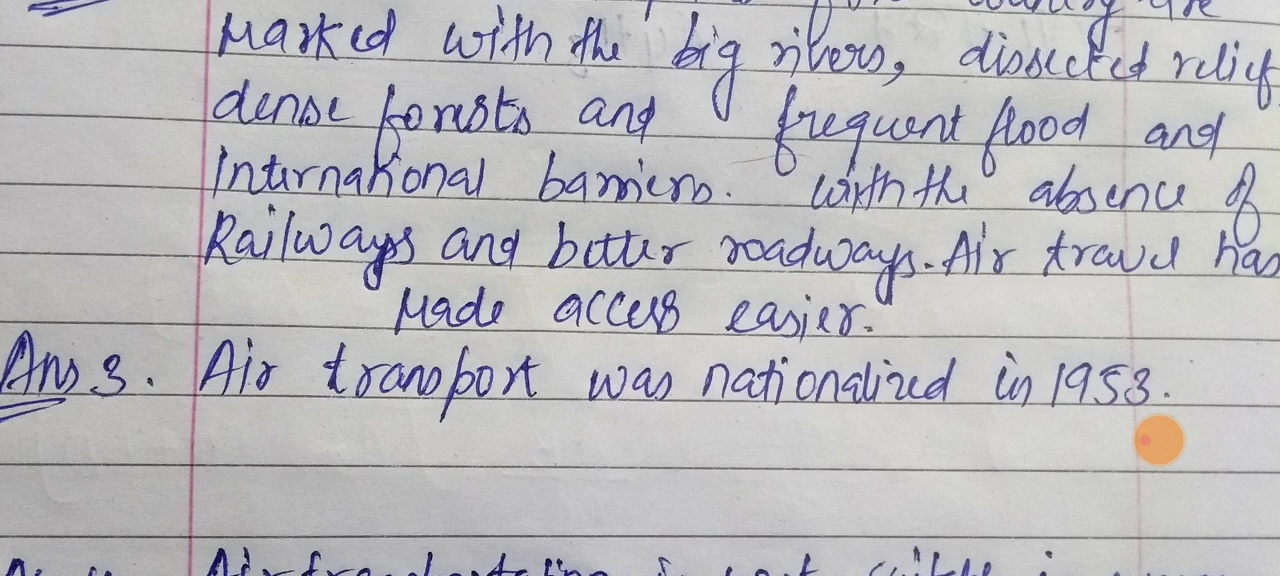 are
Marked with the big rivers, dissected relief
dense forests and frequent flood and
International barriers. with the absence of
Railways and better roadways. Air travel has
Made access easier.
Ans 3. Air transport was nationalized in 1953.